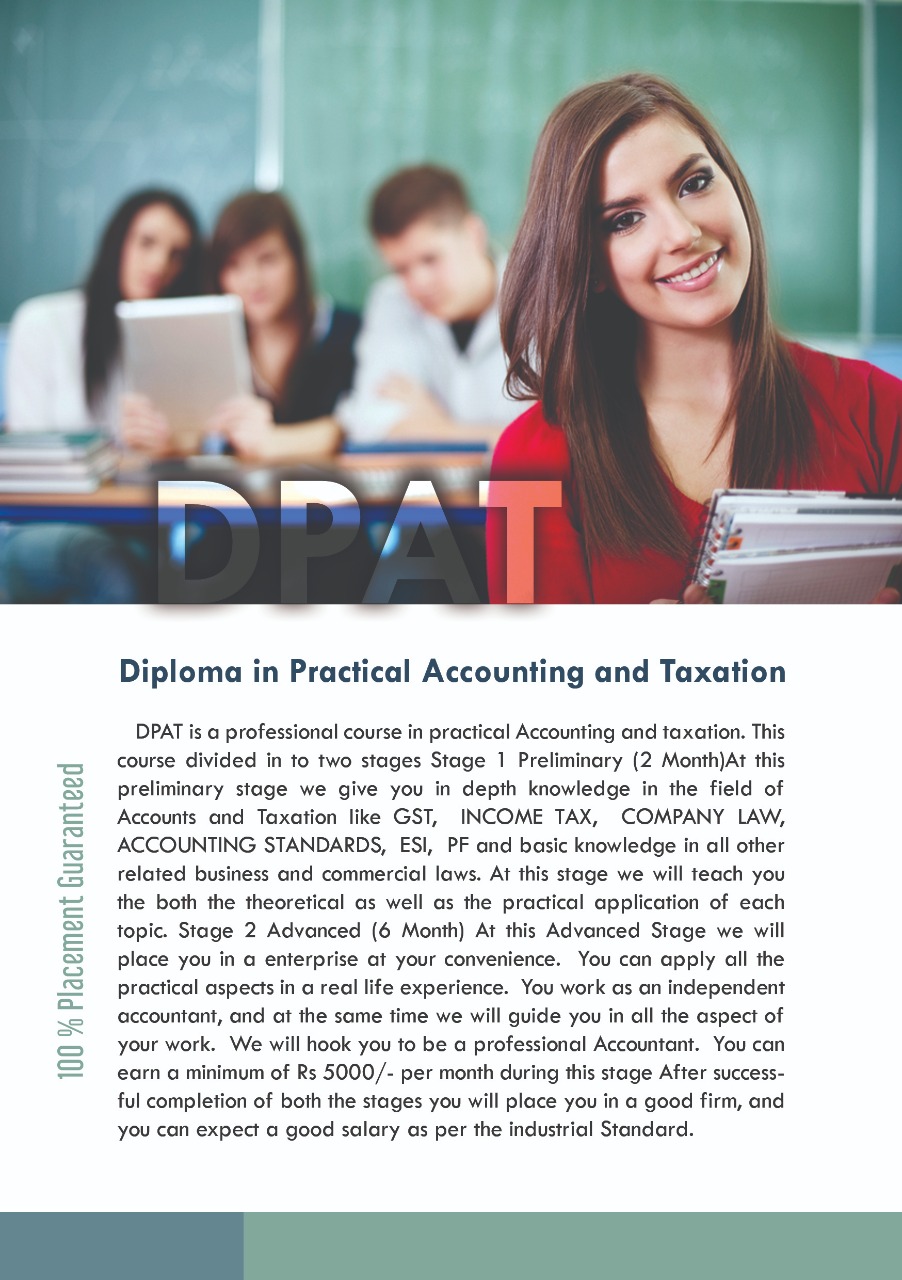 DPAT
Diploma in Practical Accounting and Taxation
DPAT is a professional course in practical Accounting and taxation. This
course divided in to two stages Stage 1 Preliminary (2 Month)At this
preliminary stage we give you in depth knowledge in the field of
Accounts and Taxation like GST, INCOME TAX, COMPANY LAW,
ACCOUNTING STANDARDS, ESI, PF and basic knowledge in all other
related business and commercial laws. At this stage we will teach you
the both the theoretical as well as the practical application of each
topic. Stage 2 Advanced (6 Month) At this Advanced Stage we will
place you in a enterprise at your convenience. You can apply all the
practical aspects in a real life experience. You work as an independent
accountant, and at the same time we will guide you in all the aspect of
your work. We will hook you to be a professional Accountant. You can
earn a minimum of Rs 5000/- per month during this stage After success-
ful completion of both the stages you will place you in a good firm, and
you can expect a good salary as per the industrial Standard.
100 % Placement Guaranteed